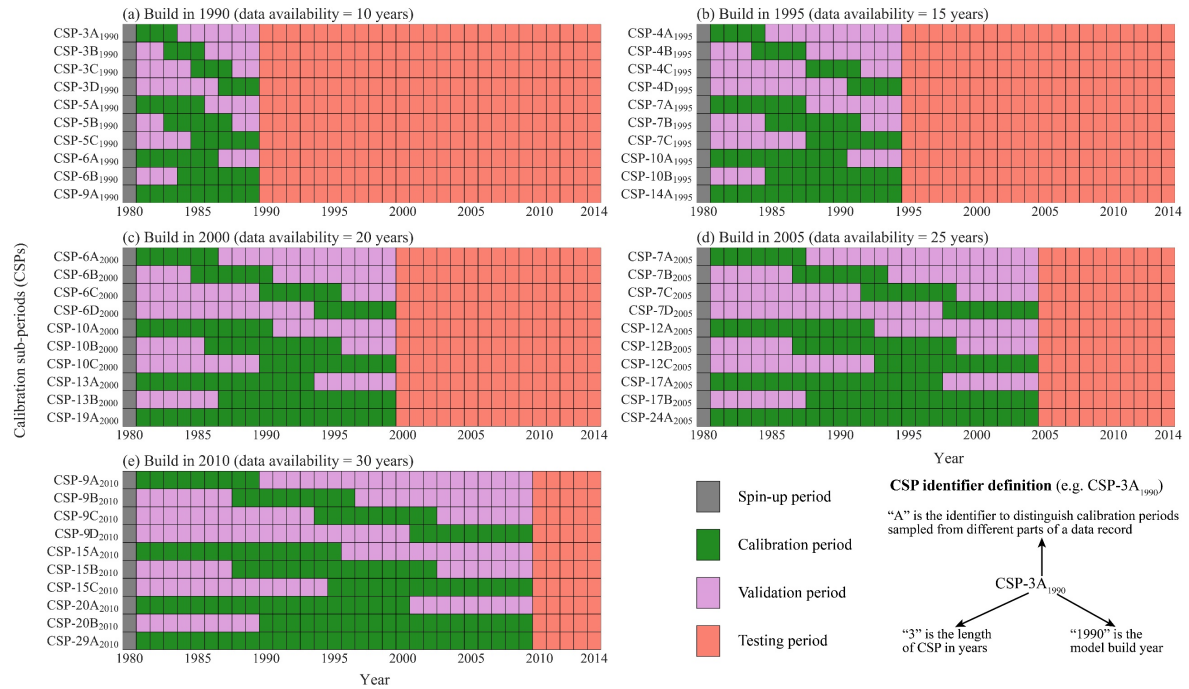 (a) Build in 1990 (data availability = 10 years)
CSP-3A1990
CSP-3B1990
CSP-3C1990
CSP-3D1990
CSP-5A1990
CSP-5B1990
CSP-5C1990
CSP-6A1990
CSP-6B1990
CSP-9A1990
1980 1985 1990 1995 2000 2005 2010 2014
(b) Build in 1995 (data availability = 15 years)
CSP-4A1995
CSP-4B1995
CSP-4C1995
CSP-4D1995
CSP-7A1995
CSP-7B1995
CSP-7C1995
CSP-10A1995
CSP-10B1995
CSP-14A1995
1980 1985 1990 1995 2000 2005 2010 2014
Calibration sub-periods (CSPs)
(c) Build in 2000 (data availability = 20 years)
CSP-6A2000
CSP-6B2000
CSP-6C2000
CSP-6D2000
CSP-10A2000
CSP-10B2000
CSP-10C2000
CSP-13A2000
CSP-13B2000
CSP-19A2000
1980 1985 1990 1995 2000 2005 2010 2014
(d) Build in 2005 (data availability = 25 years)
CSP-7A2005
CSP-7B2005
CSP-7C2005
CSP-7D2005
CSP-12A2005
CSP-12B2005
CSP-12C2005
CSP-17A2005
CSP-17B2005
CSP-24A2005
1980 1985 1990 1995 2000 2005 2010 2014
Year
(e) Build in 2010 (data availability = 30 years)
CSP-9A2010
CSP-9B2010
CSP-9C2010
CSP-9D2010
CSP-15A2010
CSP-15B2010
CSP-15C2010
CSP-20A2010
CSP-20B2010
CSP-29A2010
1980 1985 1990 1995 2000 2005 2010 2014
Year
Spin-up period
Calibration period
Validation period
Testing period
CSP identifier definition (e.g. CSP-3A1990)
“A” is the identifier to distinguish calibration periods
sampled from different parts of a data record
CSP-3A1990
“3” is the length
of CSP in years
“1990” is the
model build year